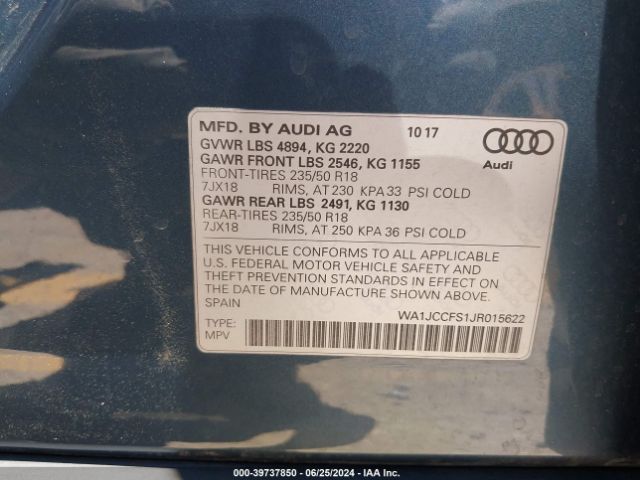 MFD. BY AUDI AG 10 17
GVWR LBS 4894, KG 2220
GAWR FRONT LBS 2546, KG 1155
FRONT-TIRES 235/50 R18
7JX18 RIMS, AT 230 KPA 33 PSI COLD
GAWR REAR LBS 2491, KG 1130
REAR-TIRES 235/50 R18
7JX18 RIMS, AT 250 KPA 36 PSI COLD
Audi
THIS VEHICLE CONFORMS TO ALL APPLICABLE
U.S. FEDERAL MOTOR VEHICLE SAFETY AND
THEFT PREVENTION STANDARDS IN EFFECT ON
THE DATE OF MANUFACTURE SHOWN ABOVE.
SPAIN WA1JCCFS1JR015622
TYPE:
MPV
000-39737850 - 06/25/2024 - IAA Inc.